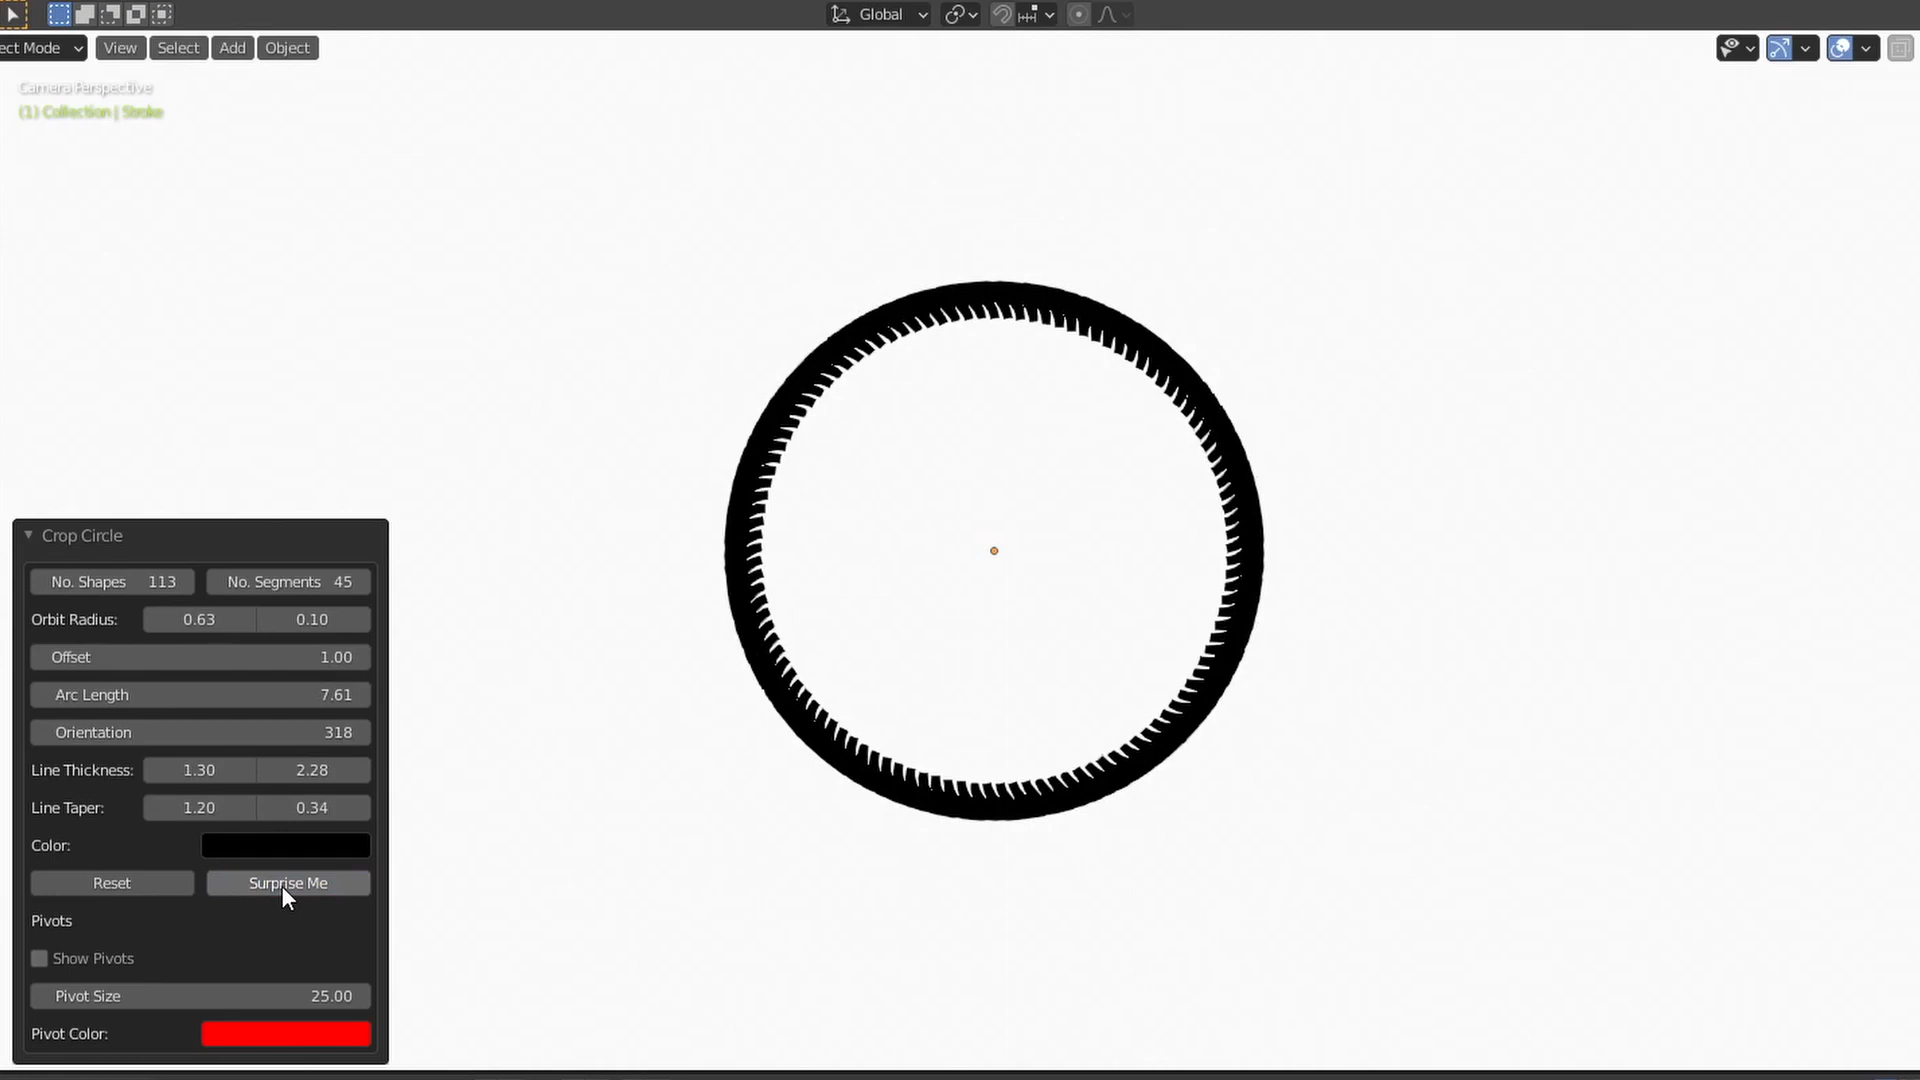 Global
ect Mode View Select Add Object
Camera Perspective
(1) Collection | Stroke
Crop Circle
No. Shapes 113 No. Segments 45
Orbit Radius: 0.63 0.10
Offset 1.00
Arc Length 7.61
Orientation 318
Line Thickness: 1.30 2.28
Line Taper: 1.20 0.34
Color:
Reset Surprise Me
Pivots
Show Pivots
Pivot Size 25.00
Pivot Color: